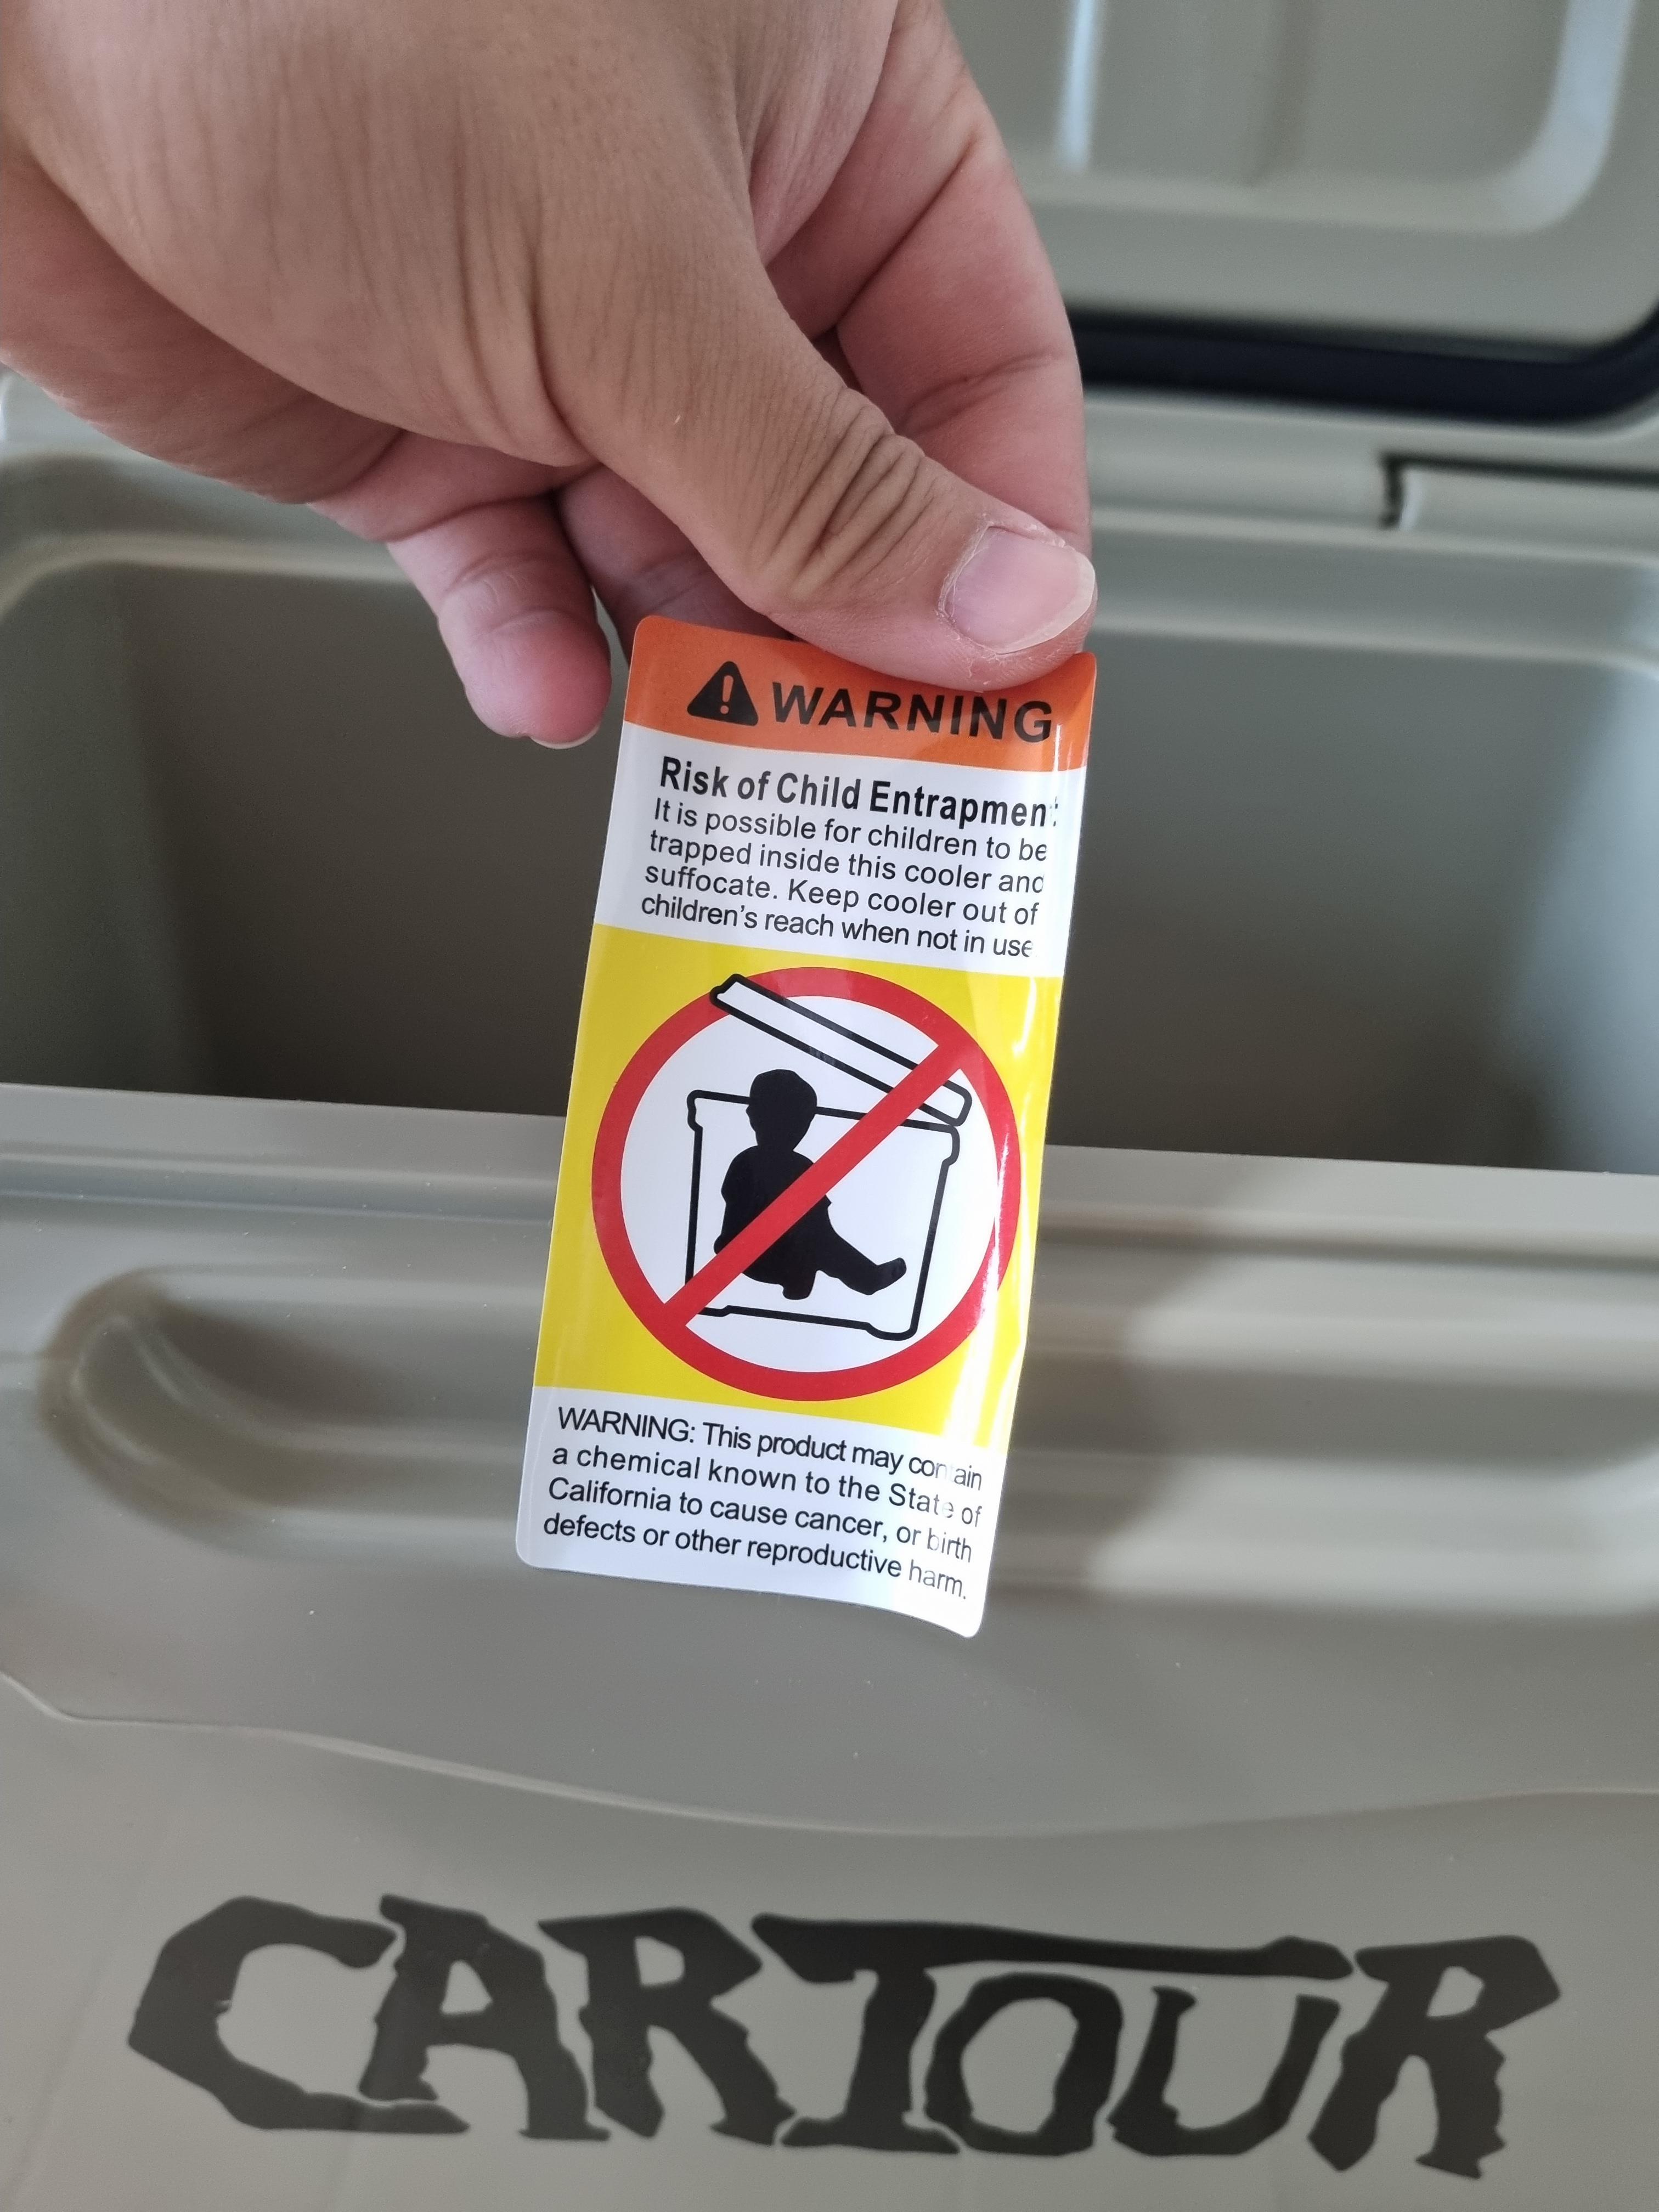 WARNING
Risk of Child Entrapment
It is possible for children to be
trapped inside this cooler and
suffocate. Keep cooler out of
children's reach when not in use
WARNING: This product may contain
a chemical known to the State of
California to cause cancer, or birth
defects or other reproductive harm.
CARTOUR